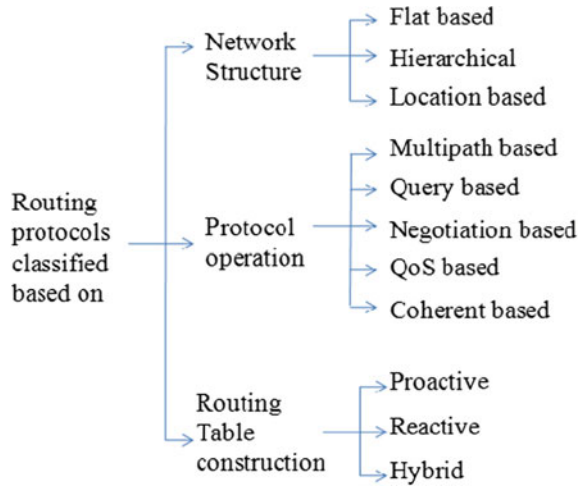 Routing
protocols
classified
based on
Network
Structure
Flat based
Hierarchical
Location based
Protocol
operation
Multipath based
Query based
Negotiation based
QoS based
Coherent based
Routing
Table
construction
Proactive
Reactive
Hybrid